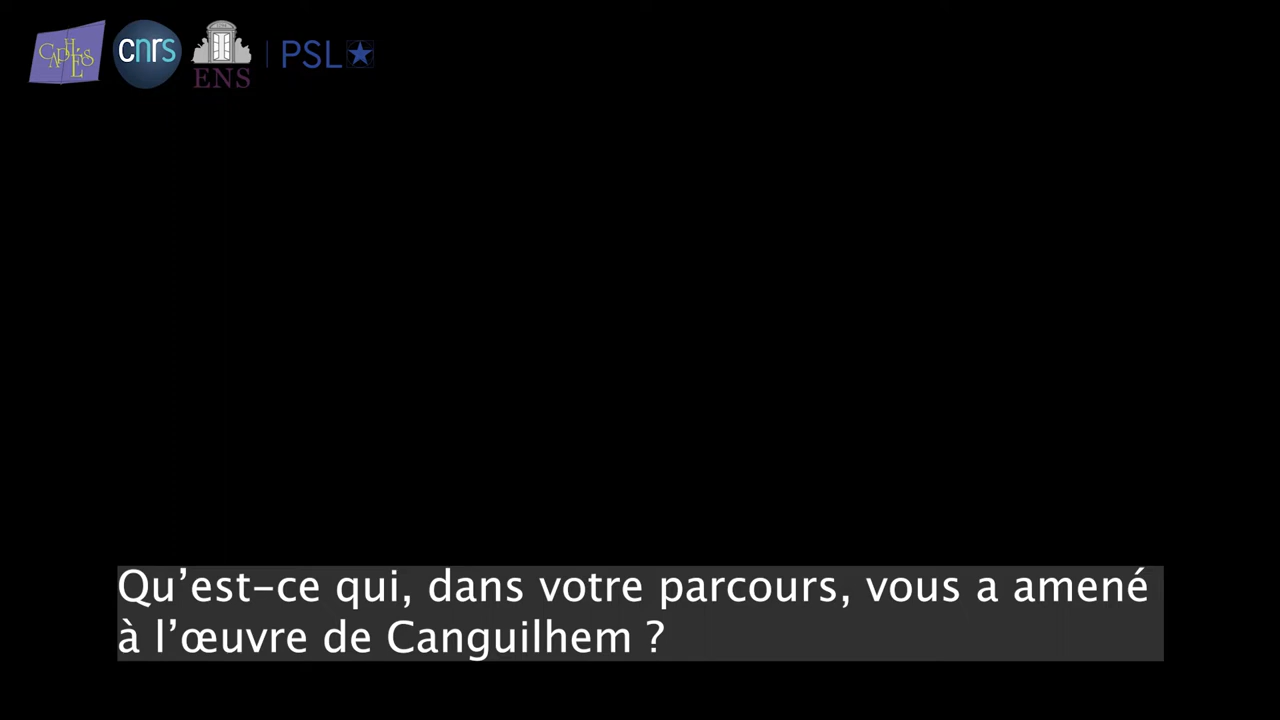 CAPHÉS
cnrs
ENS
PSL
Qu’est-ce qui, dans votre parcours, vous a amené
à l’œuvre de Canguilhem ?